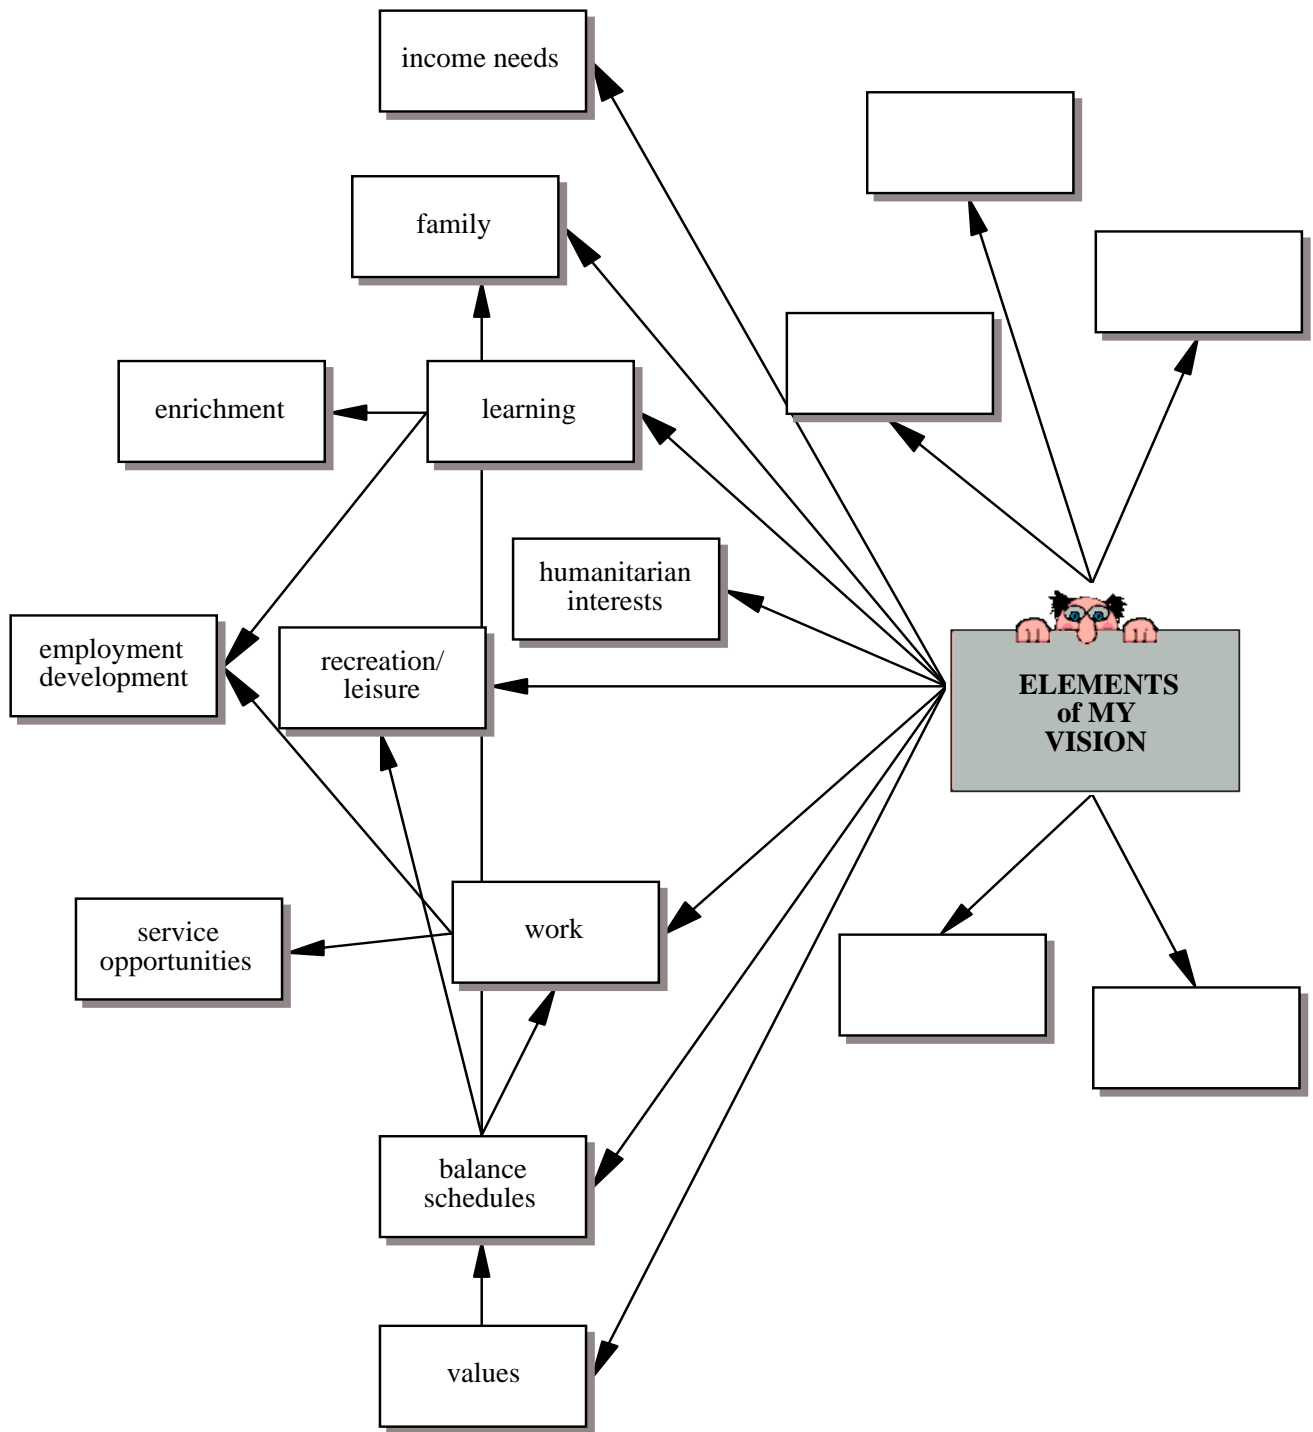 income needs
family
enrichment
learning
humanitarian
interests
employment
development
recreation/
leisure
ELEMENTS
of MY
VISION
service
opportunities
work
balance
schedules
values